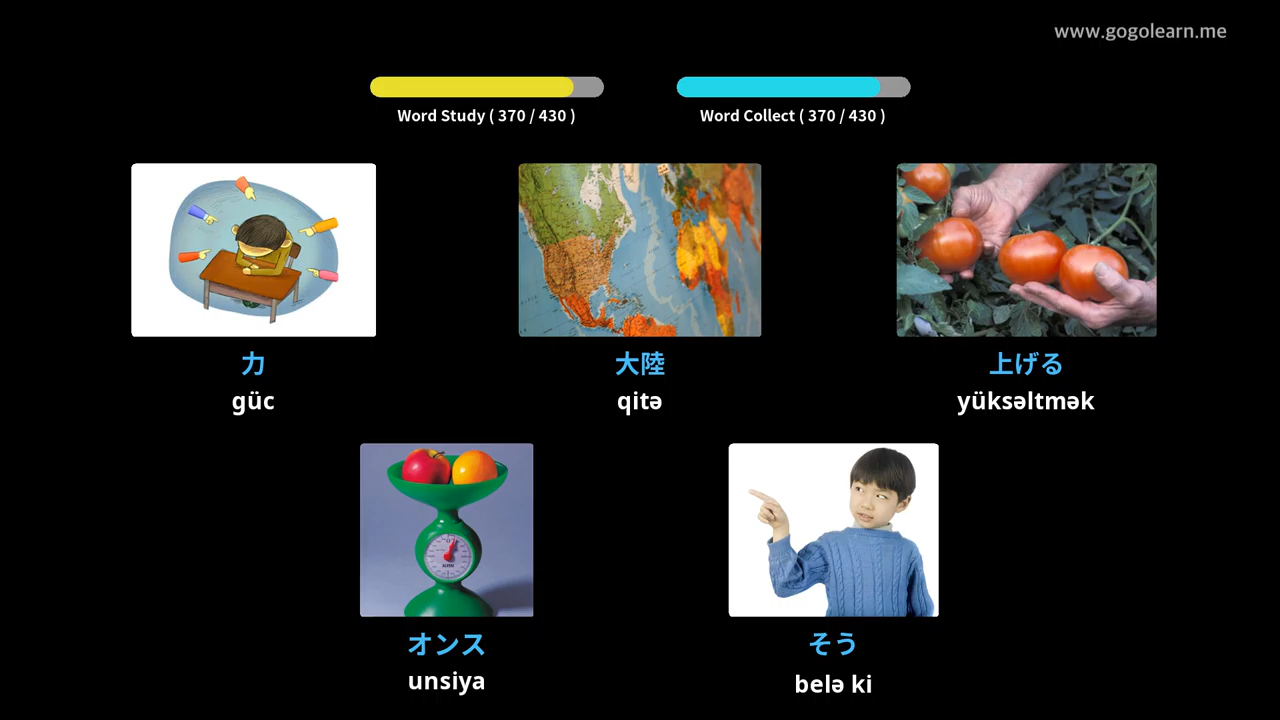 www.gogolearn.me
Word Study ( 370 / 430 )
Word Collect ( 370 / 430 )
力
güc
大陸
qitə
上げる
yüksəltmək
オンス
unsiya
そう
belə ki